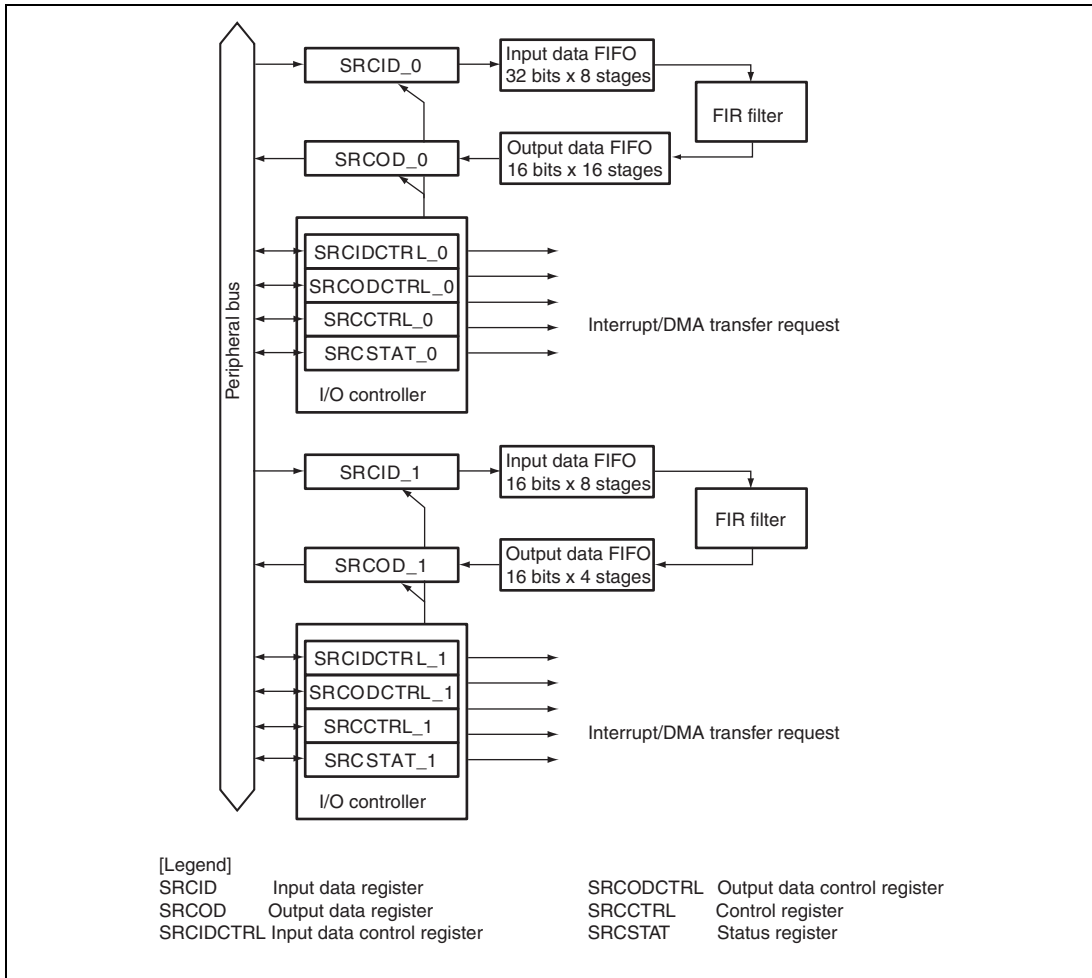 SRCID_0
Input data FIFO
32 bits x 8 stages
FIR filter
SRCOD_0
Output data FIFO
16 bits x 16 stages
Peripheral bus
SRCIDCTRL_0
SRCODCTRL_0
SRCCTRL_0
SRCSTAT_0
I/O controller
Interrupt/DMA transfer request
SRCID_1
Input data FIFO
16 bits x 8 stages
FIR filter
SRCOD_1
Output data FIFO
16 bits x 4 stages
SRCIDCTRL_1
SRCODCTRL_1
SRCCTRL_1
SRCSTAT_1
I/O controller
Interrupt/DMA transfer request
[Legend]
SRCID Input data register
SRCOD Output data register
SRCIDCTRL Input data control register
SRCODCTRL Output data control register
SRCCTRL Control register
SRCSTAT Status register